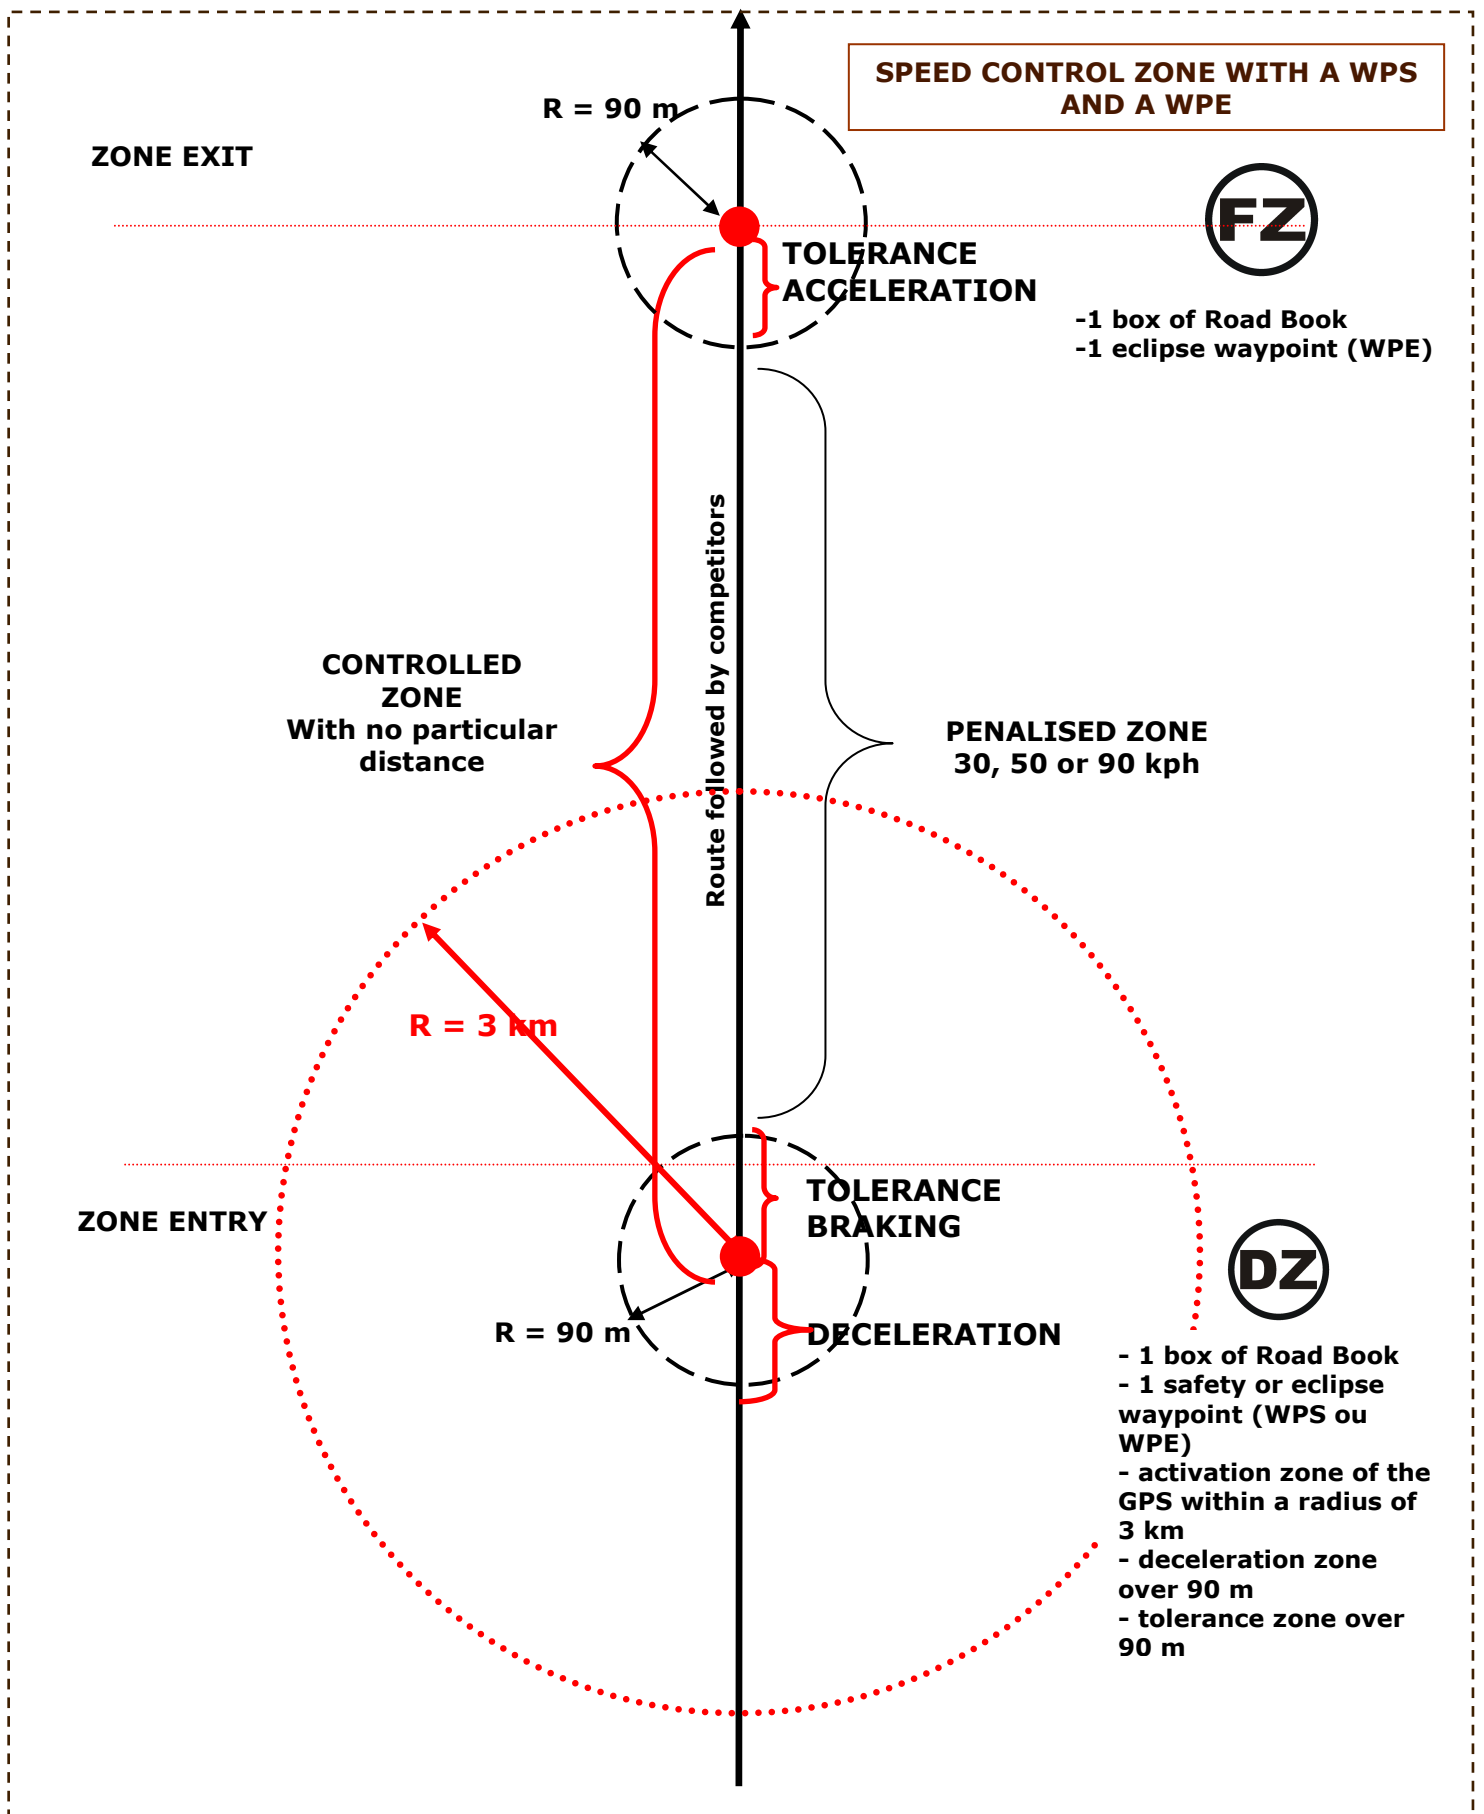 SPEED CONTROL ZONE WITH A WPS
AND A WPE
R = 90 m
ZONE EXIT
FZ
TOLERANCE
ACCELERATION
-1 box of Road Book
-1 eclipse waypoint (WPE)
Route followed by competitors
CONTROLLED
ZONE
With no particular
distance
PENALISED ZONE
30, 50 or 90 kph
R = 3 km
TOLERANCE
BRAKING
ZONE ENTRY
DZ
R = 90 m
DECELERATION
- 1 box of Road Book
- 1 safety or eclipse
waypoint (WPS ou
WPE)
- activation zone of the
GPS within a radius of
3 km
- deceleration zone
over 90 m
- tolerance zone over
90 m